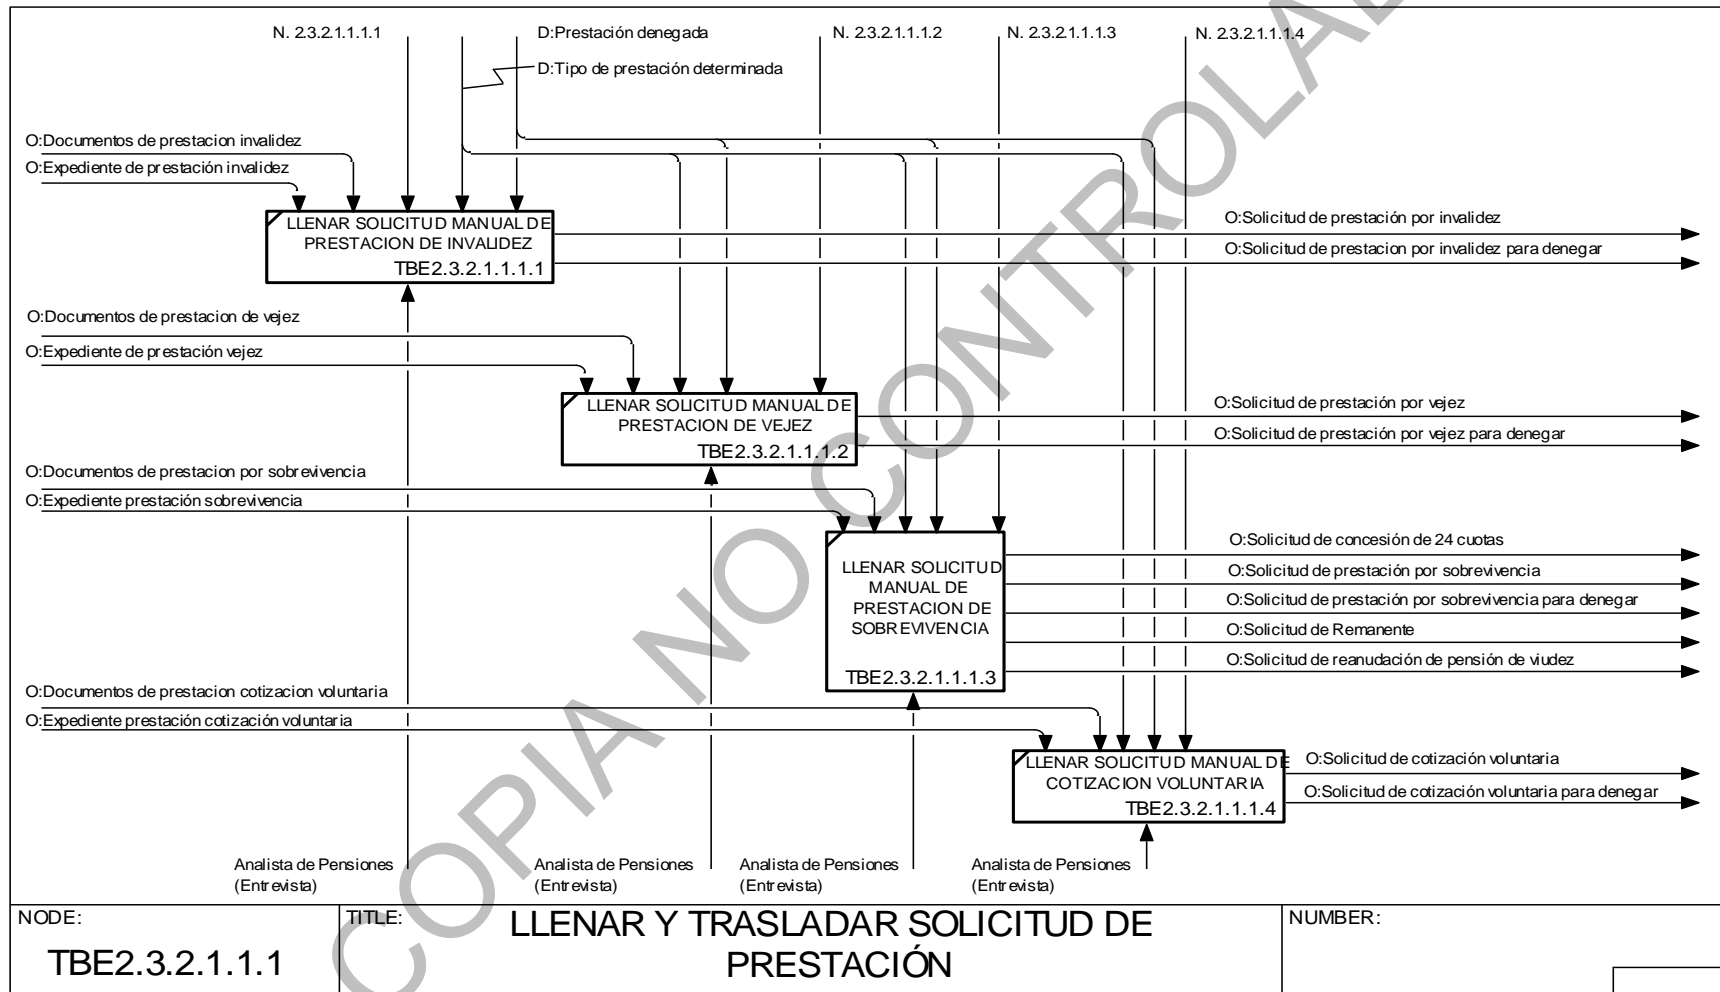 N. 2.3.2.1.1.1.1
D:Prestación denegada
N. 2.3.2.1.1.1.2
N. 2.3.2.1.1.1.3
N. 2.3.2.1.1.1.4
D:Tipo de prestación determinada
O:Documentos de prestacion invalidez
O:Expediente de prestación invalidez
LLENAR SOLICITUD MANUAL DE
PRESTACION DE INVALIDEZ
TBE2.3.2.1.1.1.1
O:Solicitud de prestación por invalidez
O:Solicitud de prestacion por invalidez para denegar
O:Documentos de prestacion de vejez
O:Expediente de prestación vejez
LLENAR SOLICITUD MANUAL DE
PRESTACION DE VEJEZ
TBE2.3.2.1.1.1.2
O:Solicitud de prestación por vejez
O:Solicitud de prestación por vejez para denegar
O:Documentos de prestacion por sobrevivencia
O:Expediente prestación sobrevivencia
LLENAR SOLICITUD
MANUAL DE
PRESTACION DE
SOBREVIVENCIA
TBE2.3.2.1.1.1.3
O:Solicitud de concesión de 24 cuotas
O:Solicitud de prestación por sobrevivencia
O:Solicitud de prestación por sobrevivencia para denegar
O:Solicitud de Remanente
O:Solicitud de reanudación de pensión de viudez
O:Documentos de prestacion cotizacion voluntaria
O:Expediente prestación cotización voluntaria
LLENAR SOLICITUD MANUAL DE
COTIZACION VOLUNTARIA
TBE2.3.2.1.1.1.4
O:Solicitud de cotización voluntaria
O:Solicitud de cotización voluntaria para denegar
Analista de Pensiones
(Entrevista)
Analista de Pensiones
(Entrevista)
Analista de Pensiones
(Entrevista)
Analista de Pensiones
(Entrevista)
COPIA NO CONTROLAD
NODE:
TBE2.3.2.1.1.1
TITLE:
LLENAR Y TRASLADAR SOLICITUD DE
PRESTACIÓN
NUMBER: